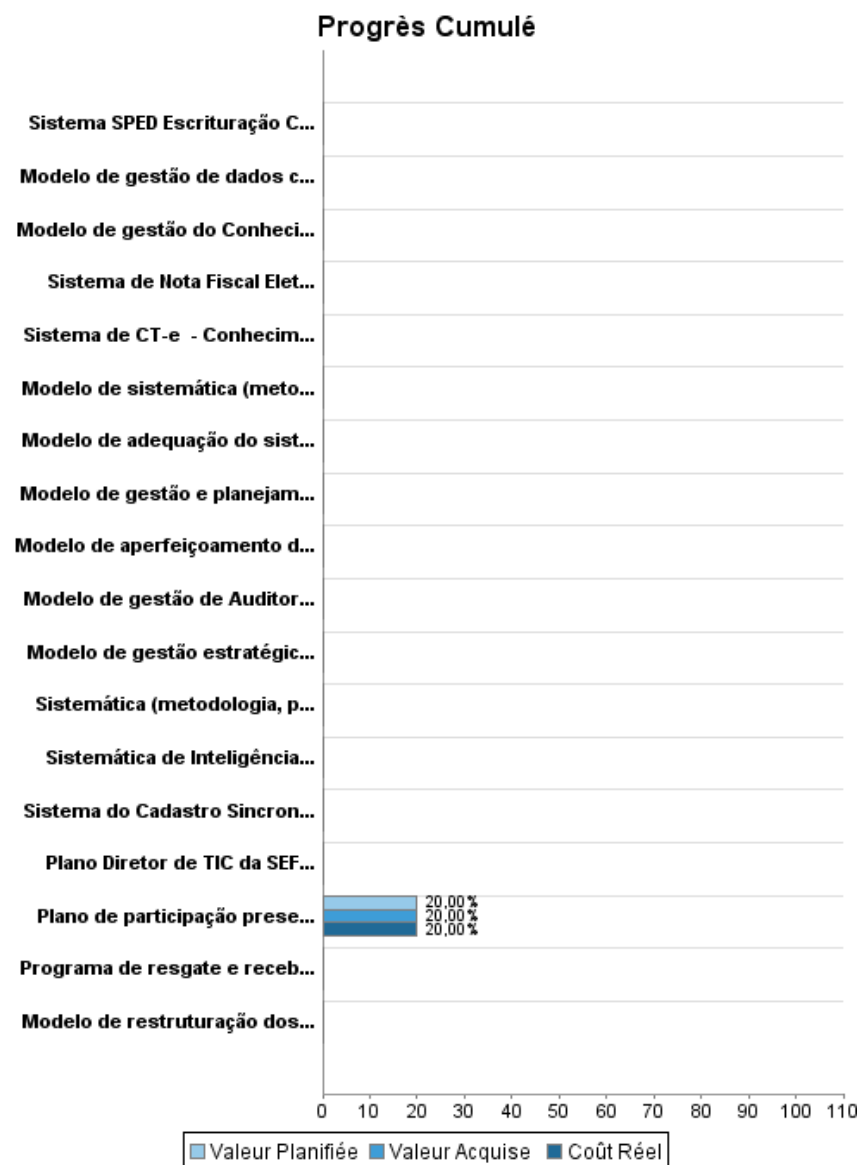 Progrès Cumulé
Sistema SPED Escrituração C...
Modelo de gestão de dados c...
Modelo de gestão do Conheci...
Sistema de Nota Fiscal Elet...
Sistema de CT-e - Conhecim...
Modelo de sistemática (meto...
Modelo de adequação do sist...
Modelo de gestão e planejam...
Modelo de aperfeiçoamento d...
Modelo de gestão de Auditor...
Modelo de gestão estratégic...
Sistemática (metodologia, p...
Sistemática de Inteligência...
Sistema do Cadastro Sincron...
Plano Diretor de TIC da SEF...
20,00%
Plano de participação prese... 20,00%
20,00%
Programa de resgate e receb...
Modelo de restruturação dos...
0 10 20 30 40 50 60 70 80 90 100 110
Valeur Planifiée Valeur Acquise Coût Réel